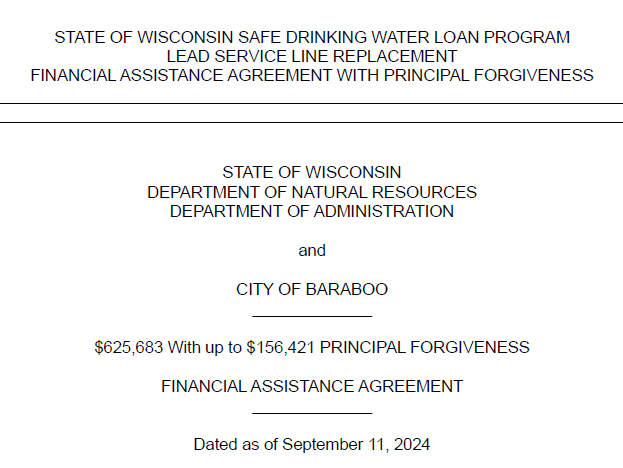 STATE OF WISCONSIN SAFE DRINKING WATER LOAN PROGRAM
LEAD SERVICE LINE REPLACEMENT
FINANCIAL ASSISTANCE AGREEMENT WITH PRINCIPAL FORGIVENESS
STATE OF WISCONSIN
DEPARTMENT OF NATURAL RESOURCES
DEPARTMENT OF ADMINISTRATION
and
CITY OF BARABOO
$625,683 With up to $156,421 PRINCIPAL FORGIVENESS
FINANCIAL ASSISTANCE AGREEMENT
Dated as of September 11, 2024